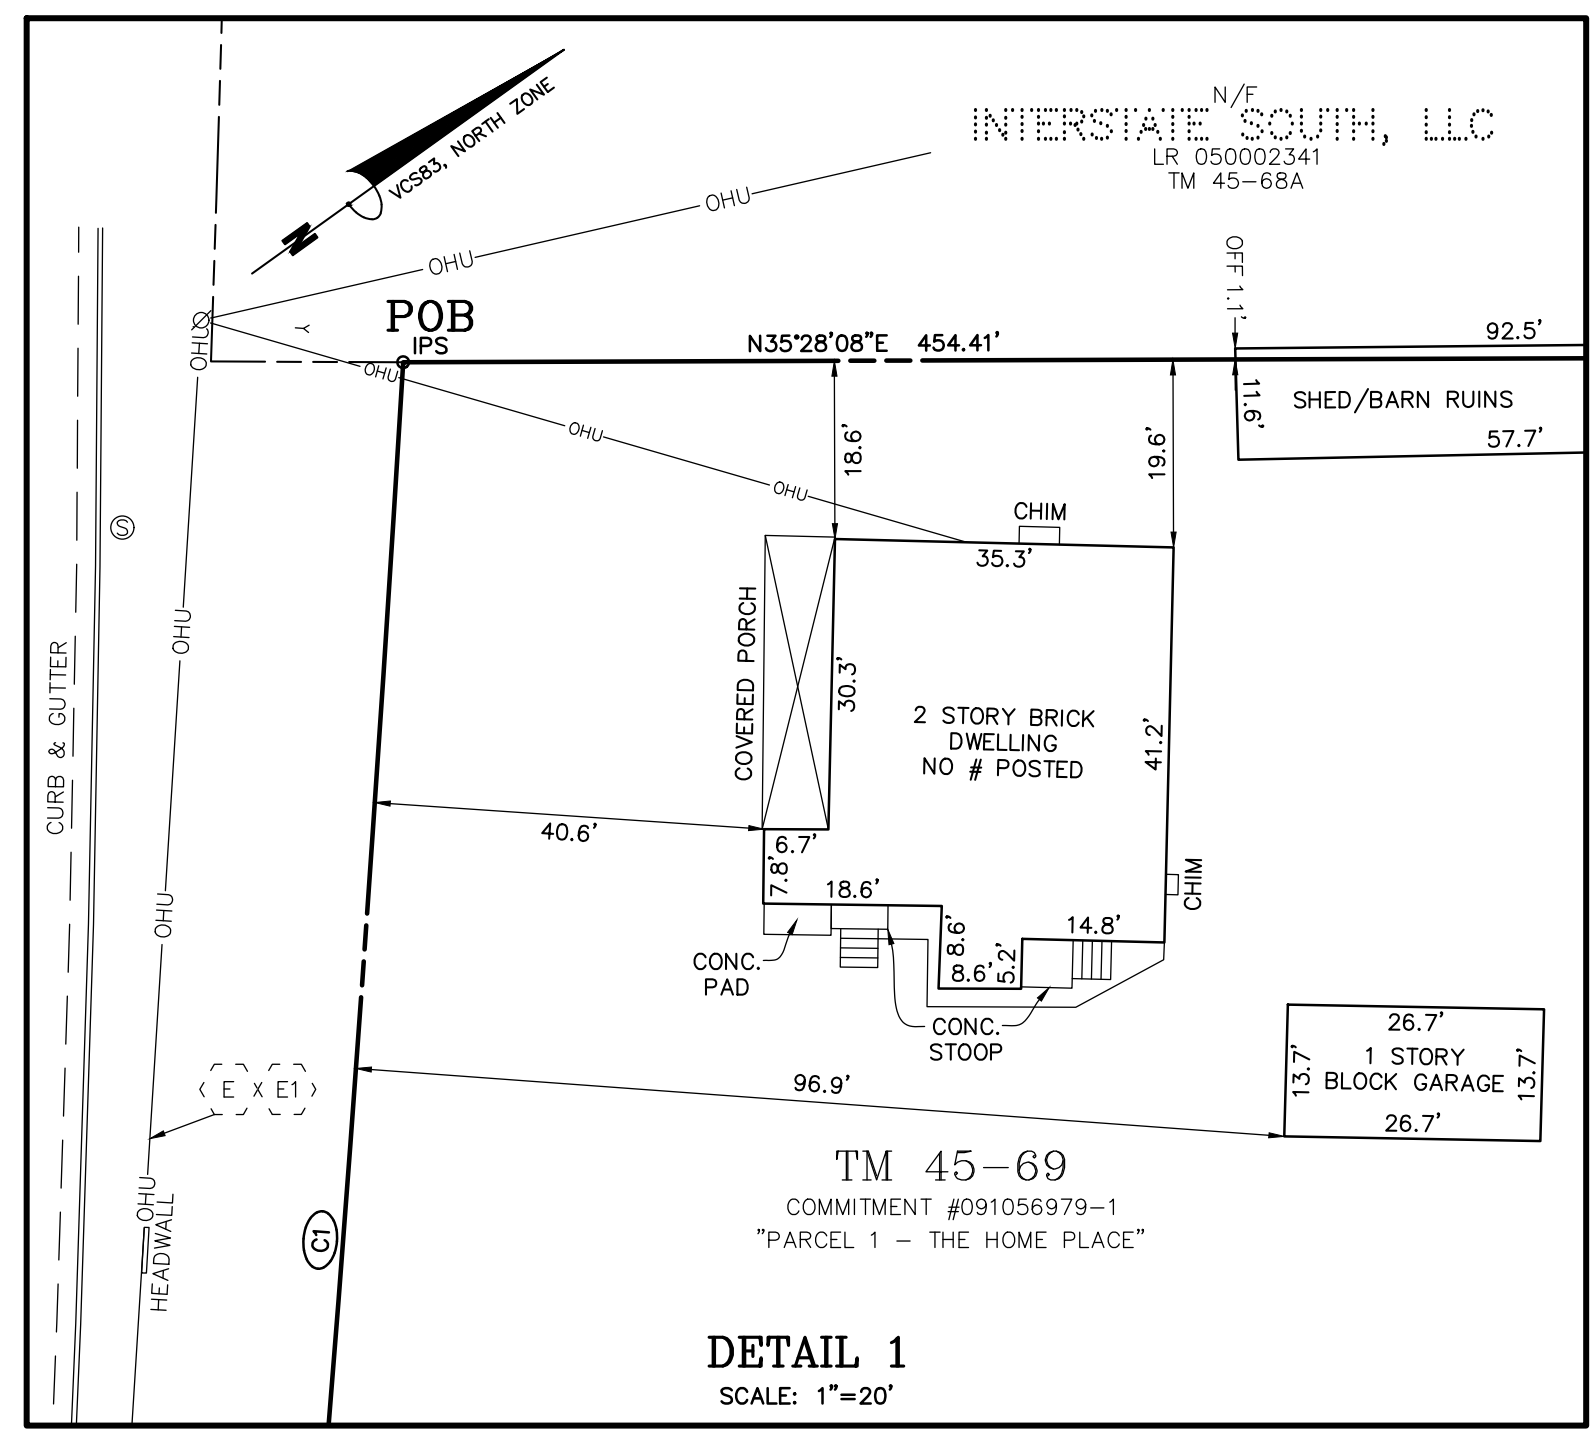 N/F
INTERSTATE SOUTH, LLC
LR 050002341
TM 45-68A
VCS83, NORTH ZONE
N
OHU
OHU
OHU
POB
IPS
N35°28'08"E 454.41'
OFF 1.1'
92.5'
OHU
OHU
OHU
11.6'
SHED/BARN RUINS
57.7'
18.6'
19.6'
S
CHIM
35.3'
OHU
CURB & GUTTER
COVERED PORCH
30.3'
2 STORY BRICK
DWELLING
NO # POSTED
41.2'
40.6'
6.7'
7.8'
18.6'
CHIM
OHU
8.6'
14.8'
CONC.
PAD
8.6'
5.2'
CONC.
STOOP
26.7'
13.7'
1 STORY
BLOCK GARAGE
13.7'
26.7'
E X E1
96.9'
OHU
HEADWALL
C1
TM 45-69
COMMITMENT #091056979-1
"PARCEL 1 - THE HOME PLACE"
DETAIL 1
SCALE: 1"=20'